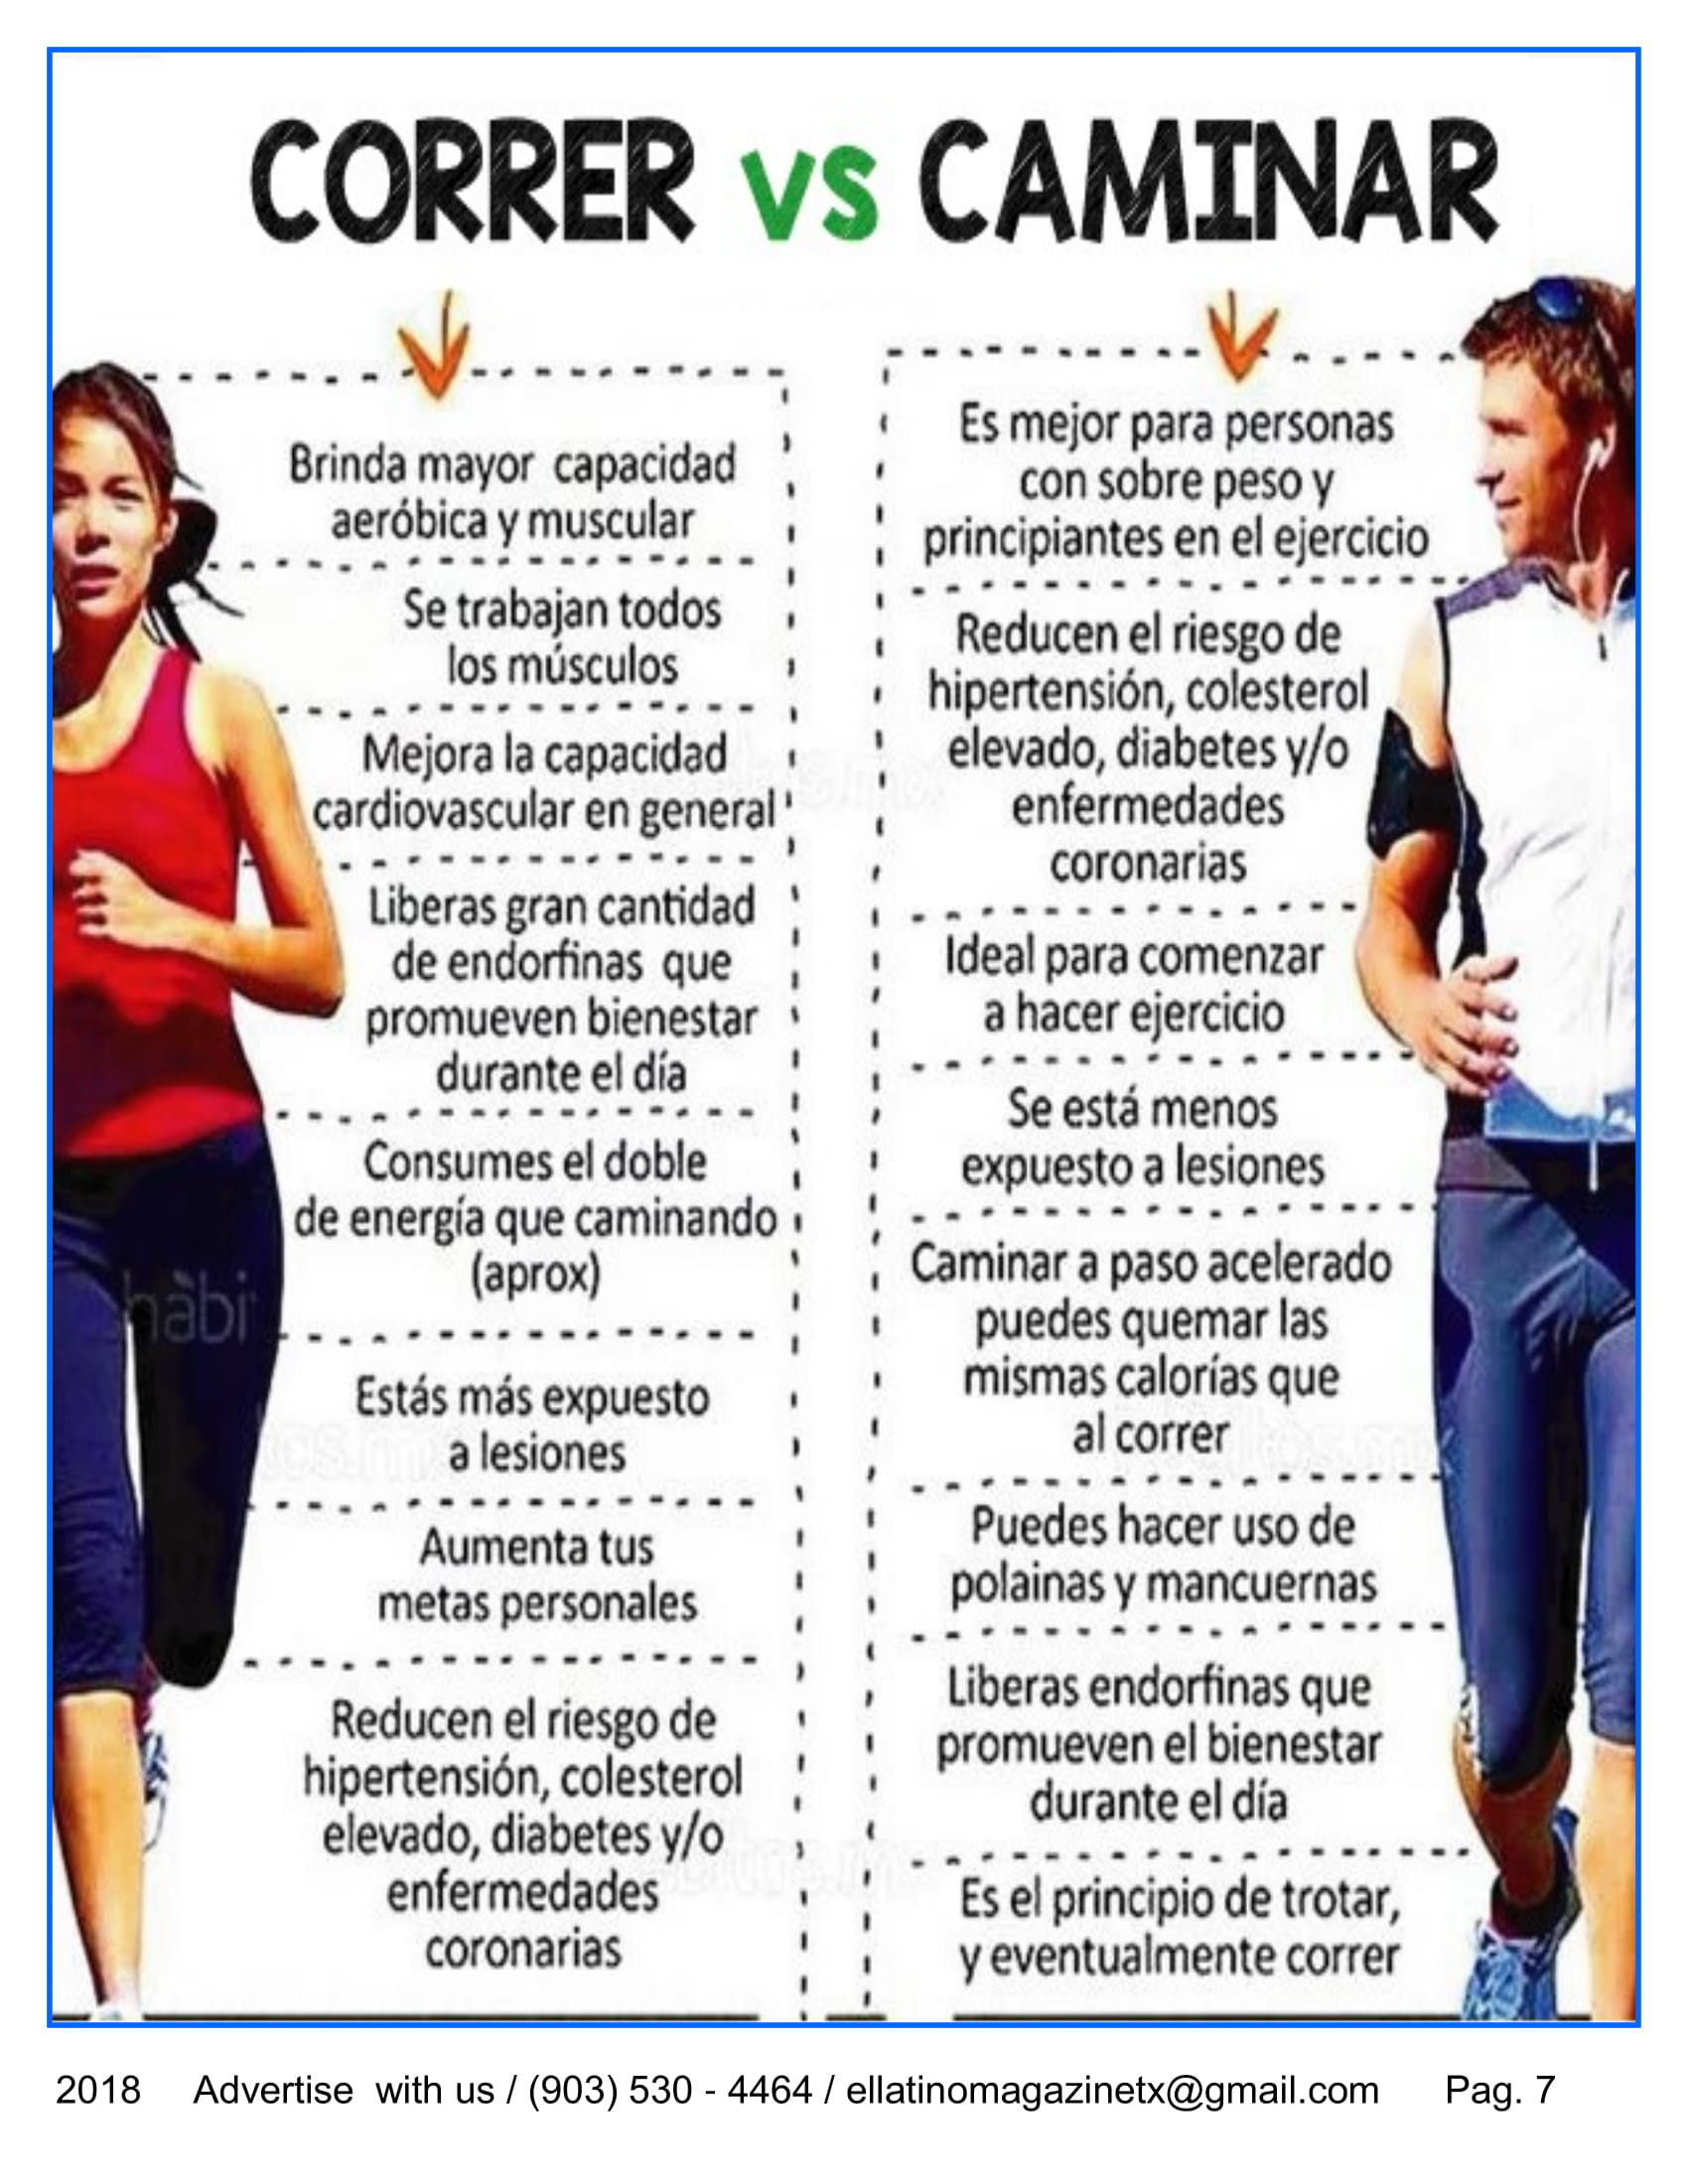 CORRER vs CAMINAR
Brinda mayor capacidad
aeróbica y muscular
Se trabajan todos
los músculos
Mejora la capacidad
cardiovascular en general
Liberas gran cantidad
de endorfinas que
promueven bienestar
durante el día
Consumes el doble
de energía que caminando
(aprox)
Estás más expuesto
a lesiones
Aumenta tus
metas personales
Reducen el riesgo de
hipertensión, colesterol
elevado, diabetes y/o
enfermedades
coronarias
Es mejor para personas
con sobre peso y
principiantes en el ejercicio
Reducen el riesgo de
hipertensión, colesterol
elevado, diabetes y/o
enfermedades
coronarias
Ideal para comenzar
a hacer ejercicio
Se está menos
expuesto a lesiones
Caminar a paso acelerado
puedes quemar las
mismas calorías que
al correr
Puedes hacer uso de
polainas y mancuernas
Liberas endorfinas que
promueven el bienestar
durante el día
Es el principio de trotar,
y eventualmente correr
hàbi
2018 Advertise with us / (903) 530 - 4464 / ellatinomagazinetx@gmail.com Pag. 7